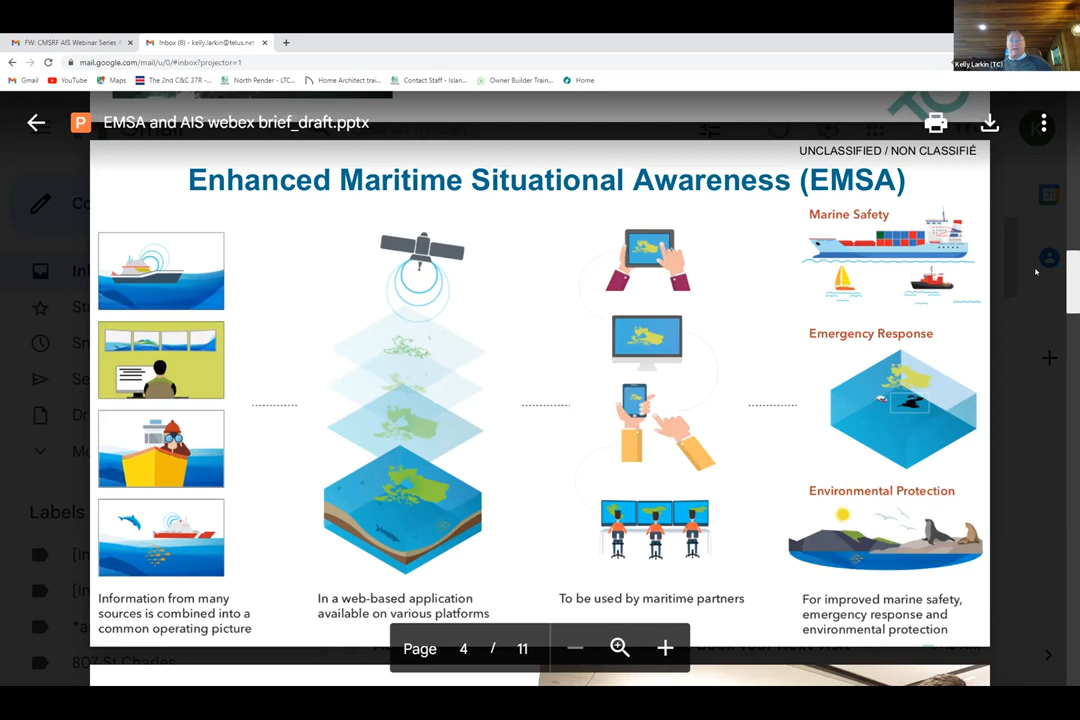 FW: CMSRF AIS Webinar Series
Inbox (8) - kelly.larkin@telus.net
mail.google.com/mail/u/0/#inbox?projector=1
Gmail
YouTube
Maps
The 2nd C&C 37R -...
North Pender - LTC...
Home Architect trai...
Contact Staff - Islan...
Owner Builder Train...
Home
Kelly Larkin (TC)
EMSA and AIS webex brief_draft.pptx
UNCLASSIFIED / NON CLASSIFIÉ
Enhanced Maritime Situational Awareness (EMSA)
Marine Safety
Emergency Response
Environmental Protection
Information from many
sources is combined into a
common operating picture
In a web-based application
available on various platforms
To be used by maritime partners
For improved marine safety,
emergency response and
environmental protection
Labels
807 St Charles
Page 4 / 11